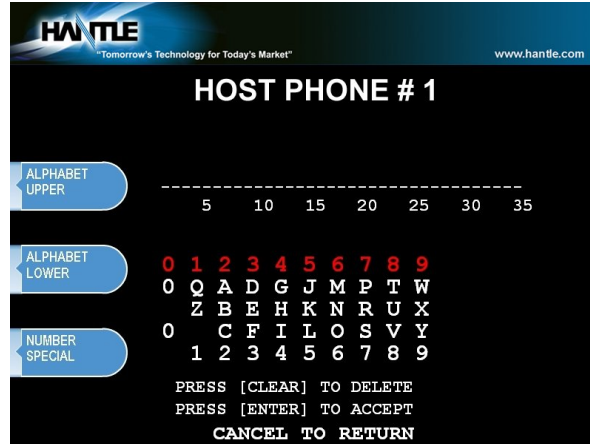 HANTLE
"Tomorrow's Technology for Today's Market"
www.hantle.com
HOST PHONE # 1
ALPHABET
UPPER
-----------------------------------
5 10 15 20 25 30 35
ALPHABET
LOWER
0 1 2 3 4 5 6 7 8 9
0 Q A D G J M P T W
Z B E H K N R U X
0 C F I L O S V Y
1 2 3 4 5 6 7 8 9
NUMBER
SPECIAL
PRESS [CLEAR] TO DELETE
PRESS [ENTER] TO ACCEPT
CANCEL TO RETURN